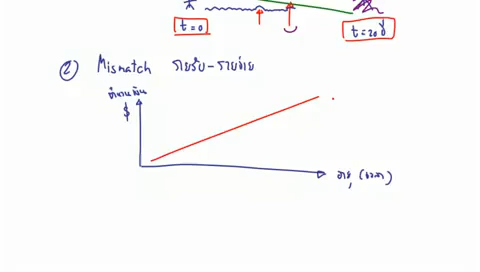 t=0
t=20 ปี
② Mismatch รายรับ-รายจ่าย
จำนวนเงิน
$
อายุ (เวลา)